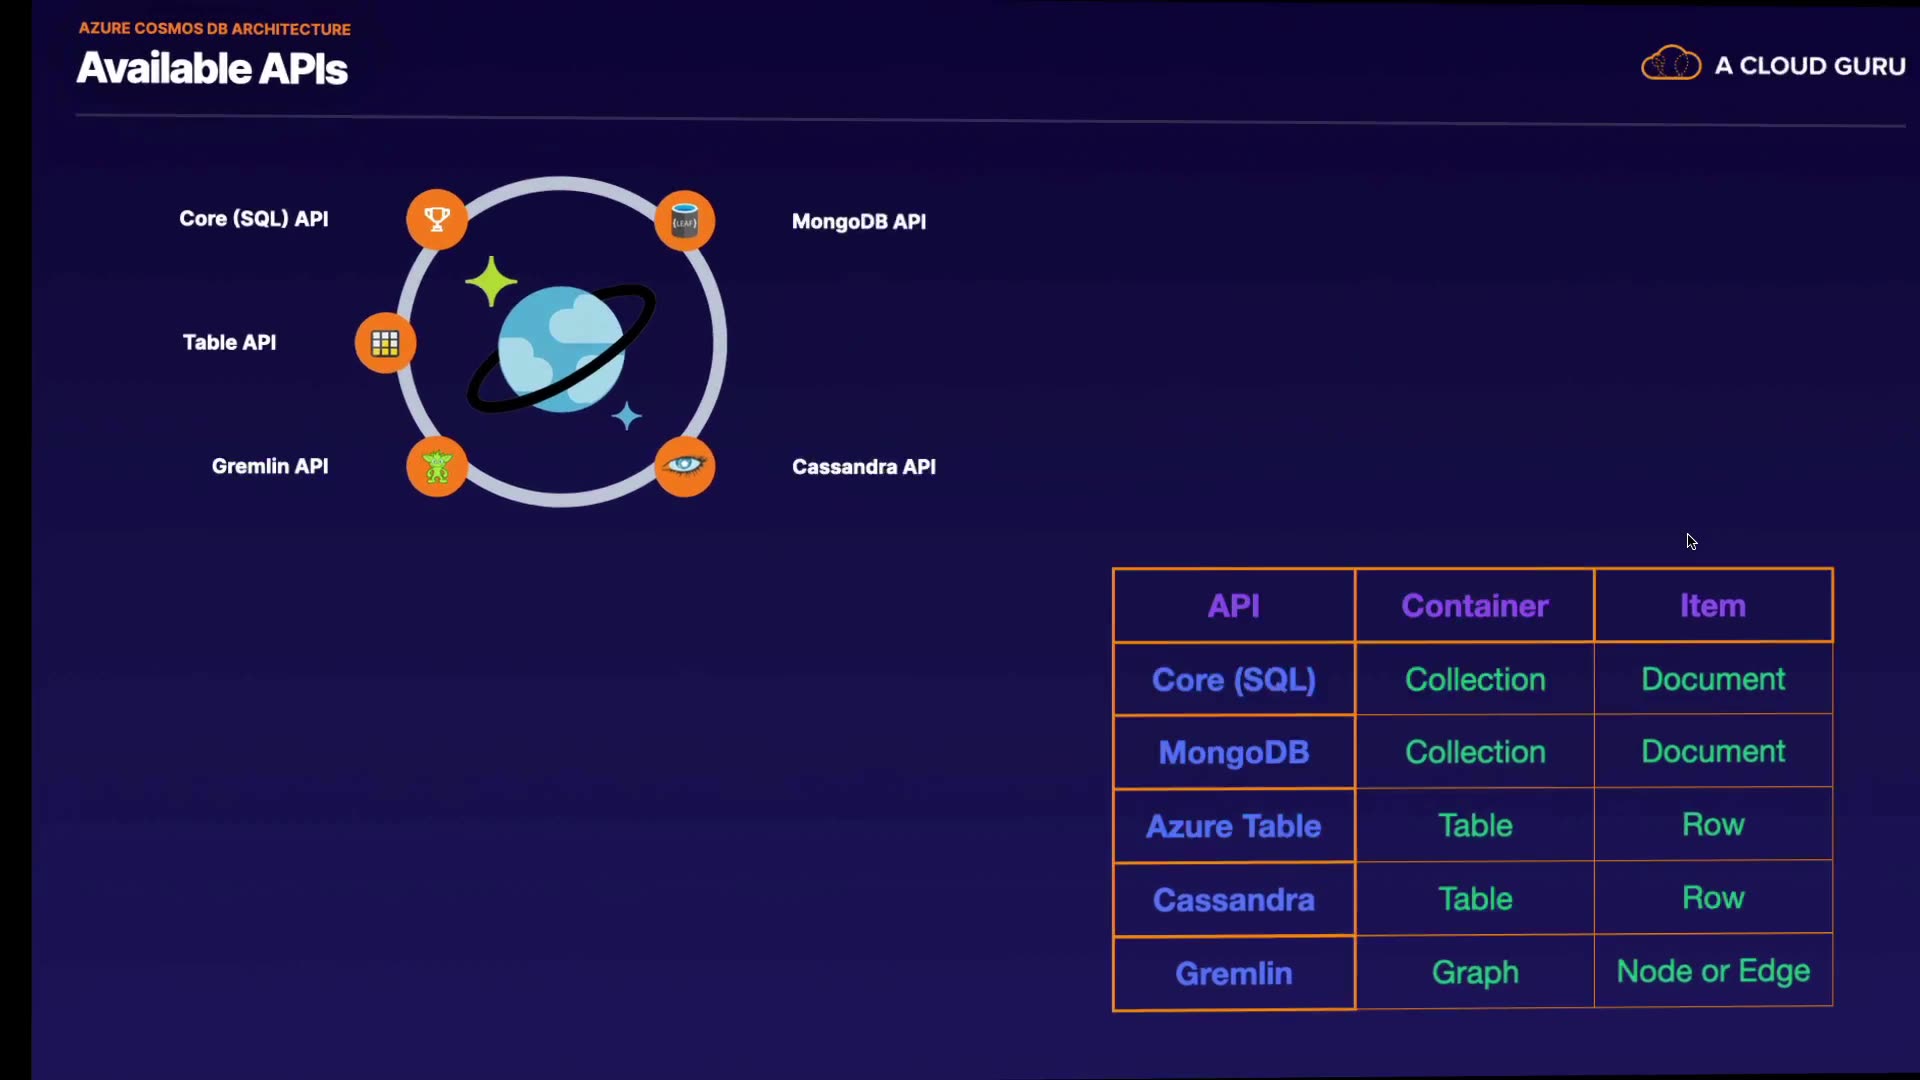 AZURE COSMOS DB ARCHITECTURE
Available APIs
A CLOUD GURU
Core (SQL) API
MongoDB API
{LEAF}
Table API
Gremlin API
Cassandra API
API Container Item
Core (SQL) Collection Document
MongoDB Collection Document
Azure Table Table Row
Cassandra Table Row
Gremlin Graph Node or Edge